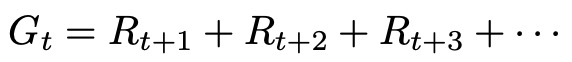 G_t = R_{t+1} + R_{t+2} + R_{t+3} + ⋯